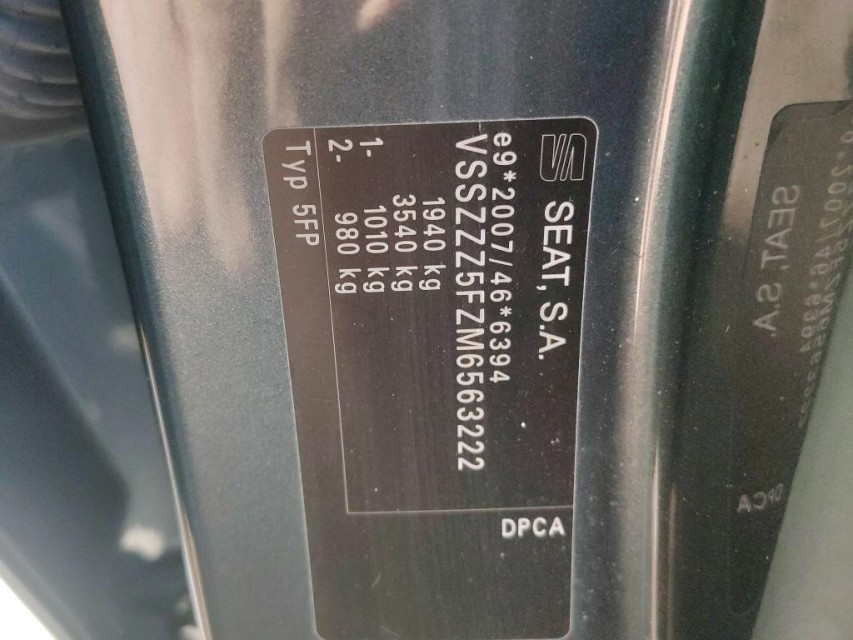 SEAT, S.A.
e9*2007/46*6394
VSSZZZ5FZM6563222
1940 kg
3540 kg
1- 1010 kg
2- 980 kg
Typ 5FP
DPCA
SEAT, S.A.
DPCA